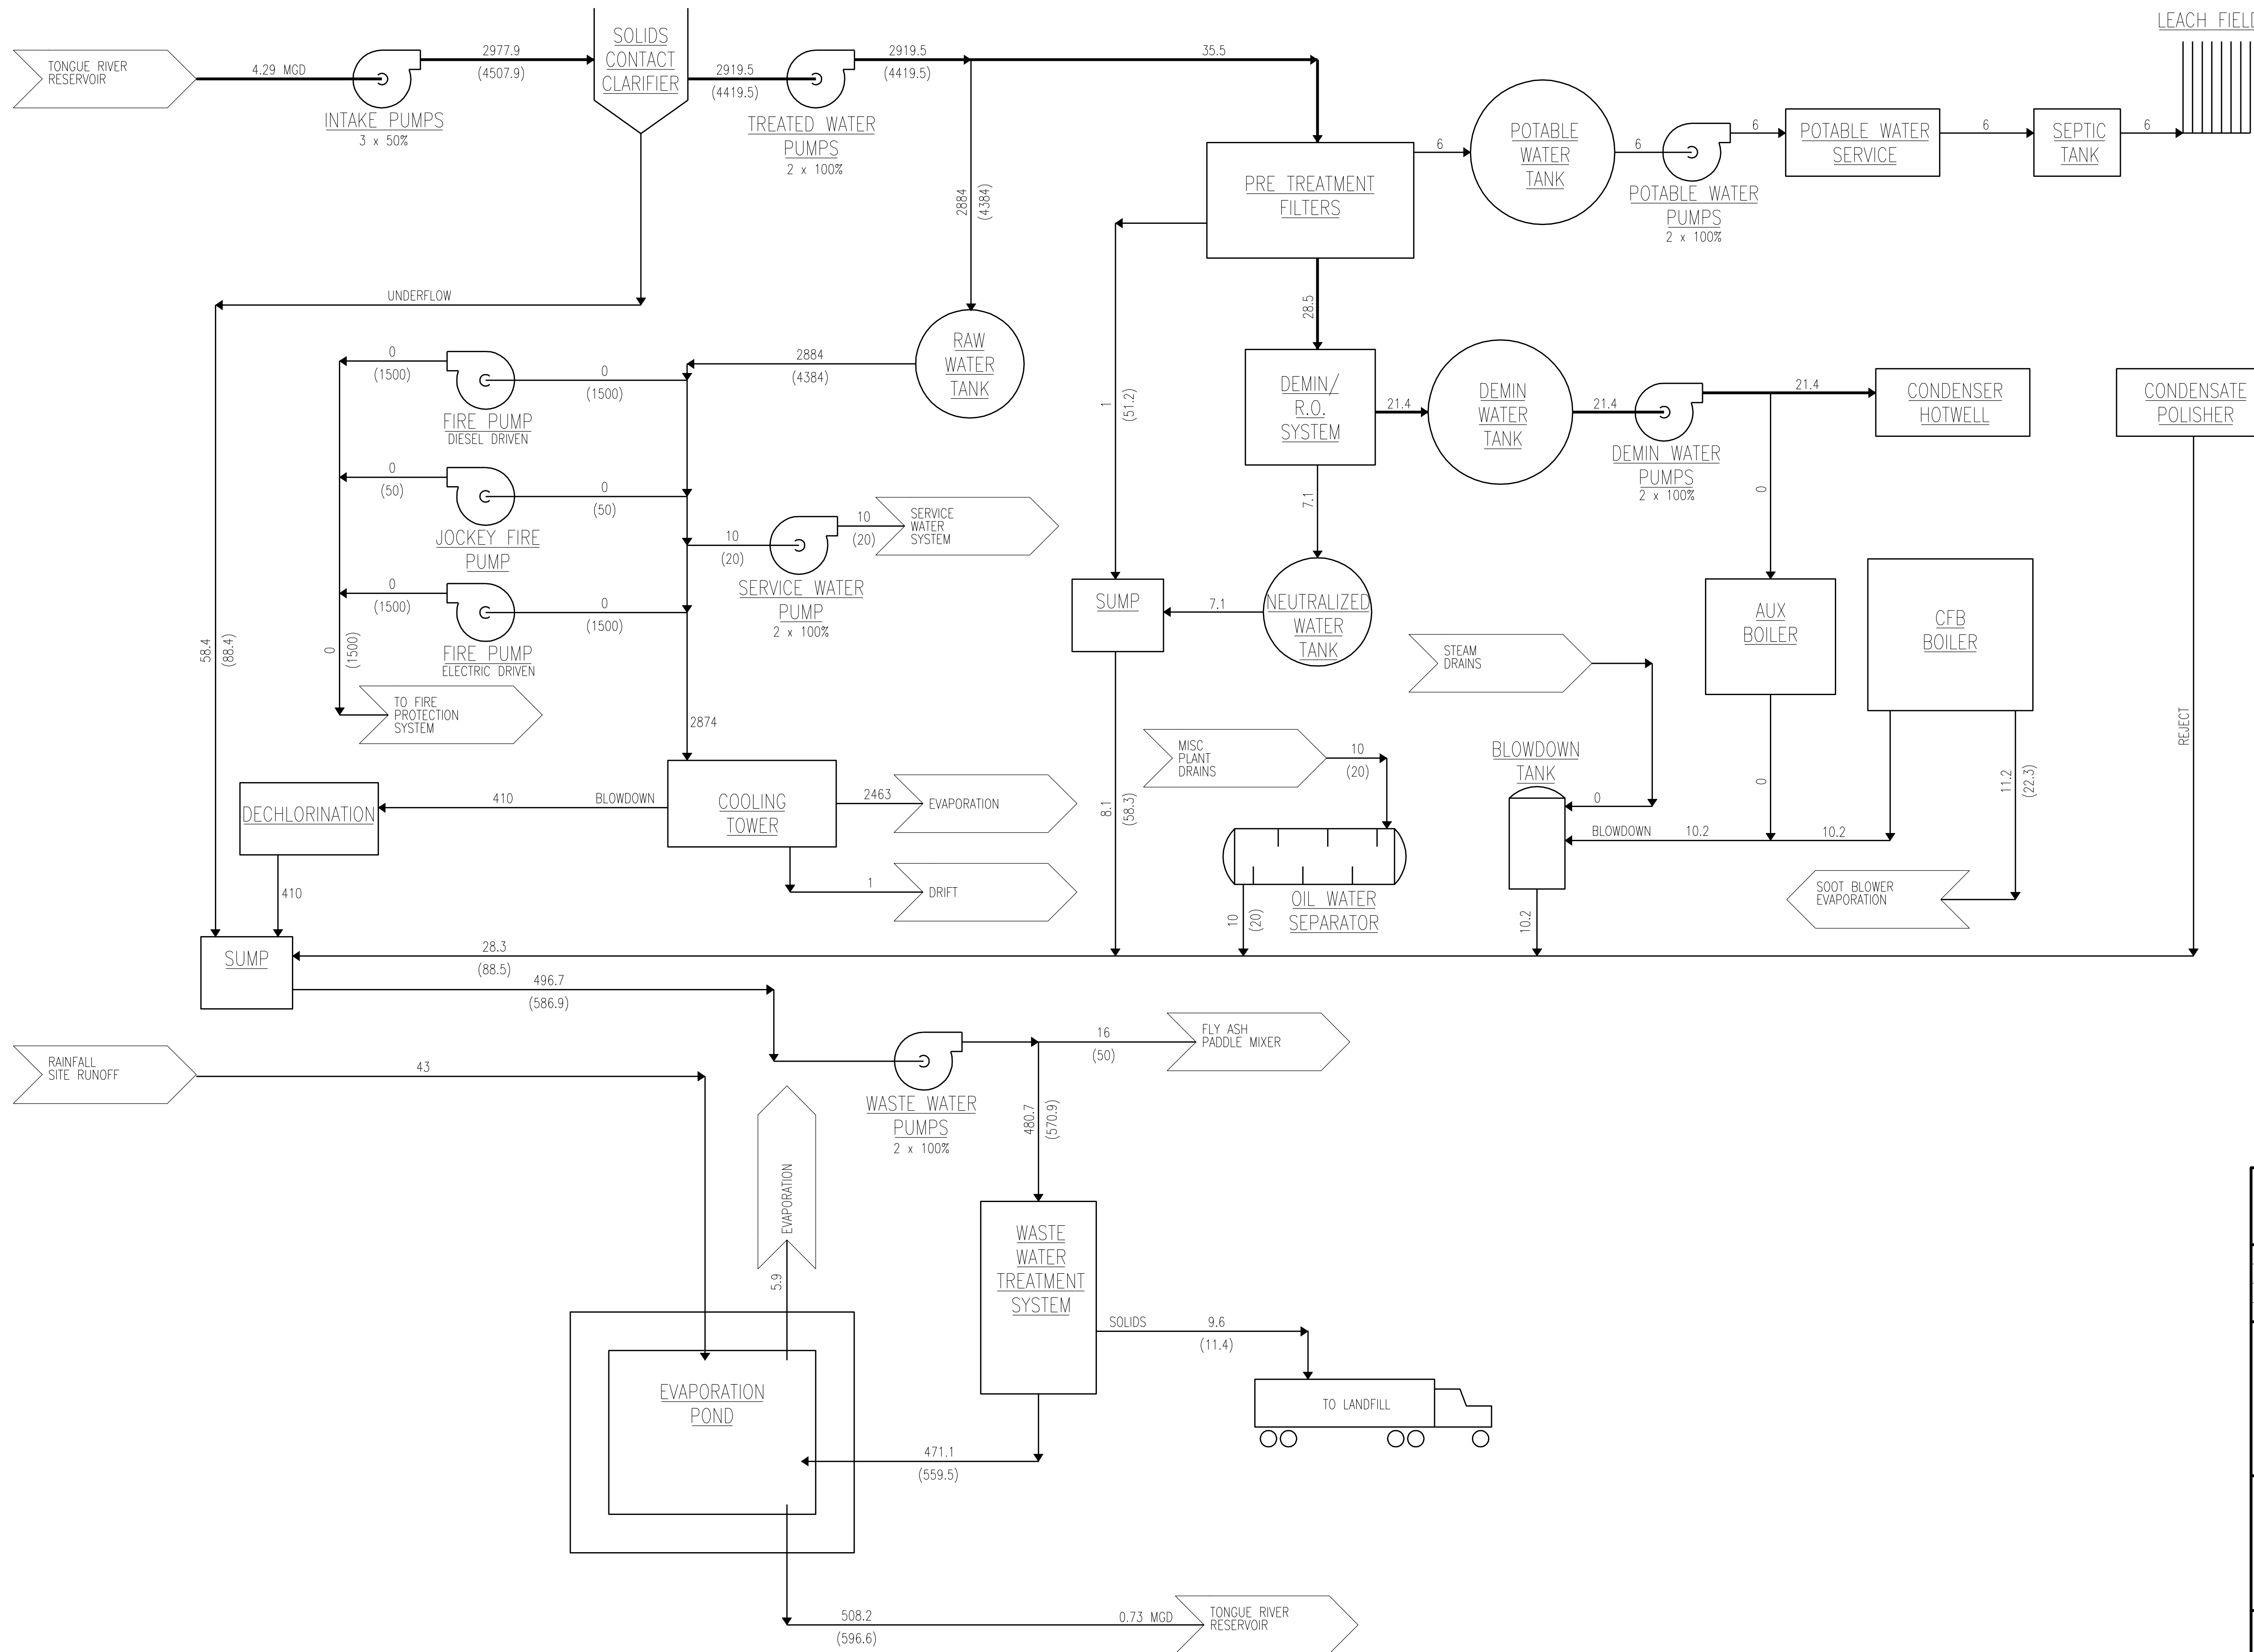 LEACH FIELD
TONGUE RIVER
RESERVOIR
4.29 MGD
INTAKE PUMPS
3 x 50%
2977.9
(4507.9)
SOLIDS
CONTACT
CLARIFIER
2919.5
(4419.5)
TREATED WATER
PUMPS
2 x 100%
2919.5
(4419.5)
35.5
2884
(4384)
PRE TREATMENT
FILTERS
6
POTABLE
WATER
TANK
6
POTABLE WATER
PUMPS
2 x 100%
6
POTABLE WATER
SERVICE
6
SEPTIC
TANK
6
UNDERFLOW
1
(51.2)
28.5
RAW
WATER
TANK
2884
(4384)
0
(1500)
FIRE PUMP
DIESEL DRIVEN
0
(1500)
0
(50)
JOCKEY FIRE
PUMP
0
(50)
0
(1500)
FIRE PUMP
ELECTRIC DRIVEN
0
(1500)
58.4
(88.4)
0
(1500)
TO FIRE
PROTECTION
SYSTEM
10
(20)
SERVICE WATER
PUMP
2 x 100%
10
(20)
SERVICE
WATER
SYSTEM
2874
DEMIN/
R.O.
SYSTEM
21.4
DEMIN
WATER
TANK
21.4
DEMIN WATER
PUMPS
2 x 100%
21.4
CONDENSER
HOTWELL
CONDENSATE
POLISHER
7.1
0
SUMP
7.1
NEUTRALIZED
WATER
TANK
AUX
BOILER
CFB
BOILER
STEAM
DRAINS
REJECT
MISC
PLANT
DRAINS
10
(20)
BLOWDOWN
TANK
0
0
11.2
(22.3)
BLOWDOWN
10.2
10.2
8.1
(58.3)
OIL WATER
SEPARATOR
10
(20)
10.2
SOOT BLOWER
EVAPORATION
DECHLORINATION
410
BLOWDOWN
COOLING
TOWER
2463
EVAPORATION
1
DRIFT
410
SUMP
28.3
(88.5)
496.7
(586.9)
WASTE WATER
PUMPS
2 x 100%
16
(50)
FLY ASH
PADDLE MIXER
RAINFALL
SITE RUNOFF
43
480.7
(570.9)
EVAPORATION
5.9
WASTE
WATER
TREATMENT
SYSTEM
SOLIDS
9.6
(11.4)
TO LANDFILL
EVAPORATION
POND
471.1
(559.5)
508.2
(596.6)
0.73 MGD
TONGUE RIVER
RESERVOIR